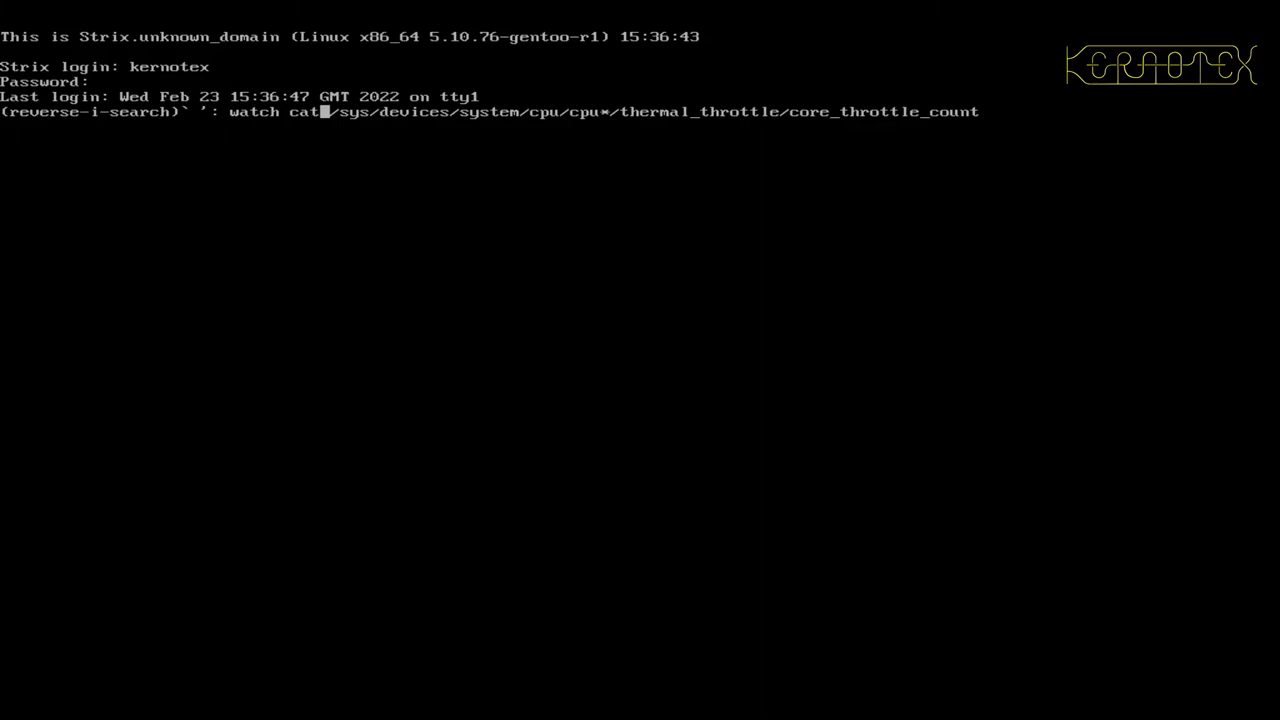 This is Strix.unknown_domain (Linux x86_64 5.10.76-gentoo-r1) 15:36:43
KERNOTEX
Strix login: kernotex
Password:
Last login: Wed Feb 23 15:36:47 GMT 2022 on tty1
(reverse-i-search)` ': watch cat /sys/devices/system/cpu/cpu*/thermal_throttle/core_throttle_count